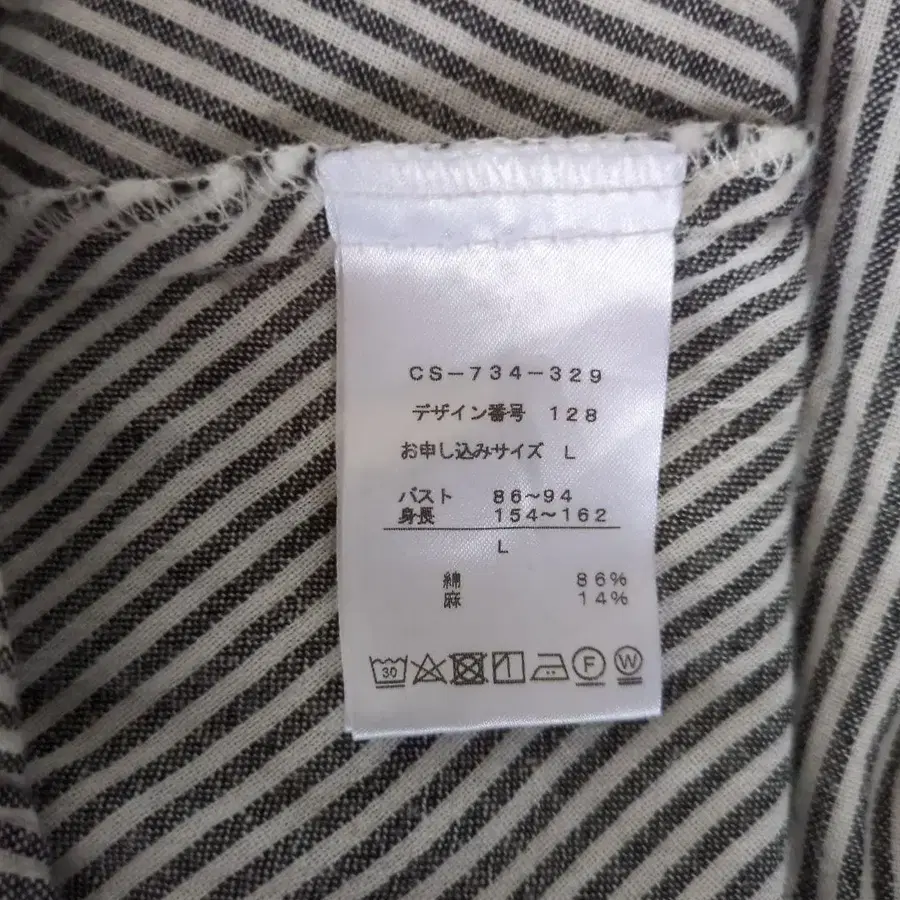 CS-734-329
デザイン番号 128
お申し込みサイズ L
バスト 86~94
身長 154~162
L
綿 86%
麻 14%
30 F W